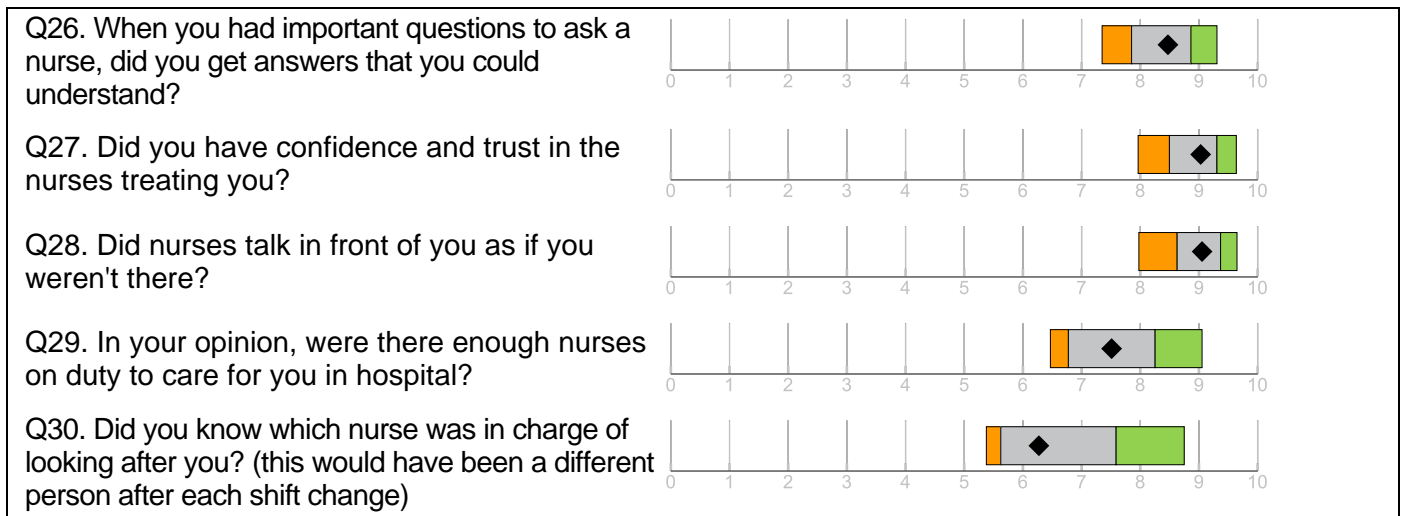 Q26. When you had important questions to ask a
nurse, did you get answers that you could
understand?
0 1 2 3 4 5 6 7 8 9 10
Q27. Did you have confidence and trust in the
nurses treating you?
0 1 2 3 4 5 6 7 8 9 10
Q28. Did nurses talk in front of you as if you
weren't there?
0 1 2 3 4 5 6 7 8 9 10
Q29. In your opinion, were there enough nurses
on duty to care for you in hospital?
0 1 2 3 4 5 6 7 8 9 10
Q30. Did you know which nurse was in charge of
looking after you? (this would have been a different
person after each shift change)
0 1 2 3 4 5 6 7 8 9 10